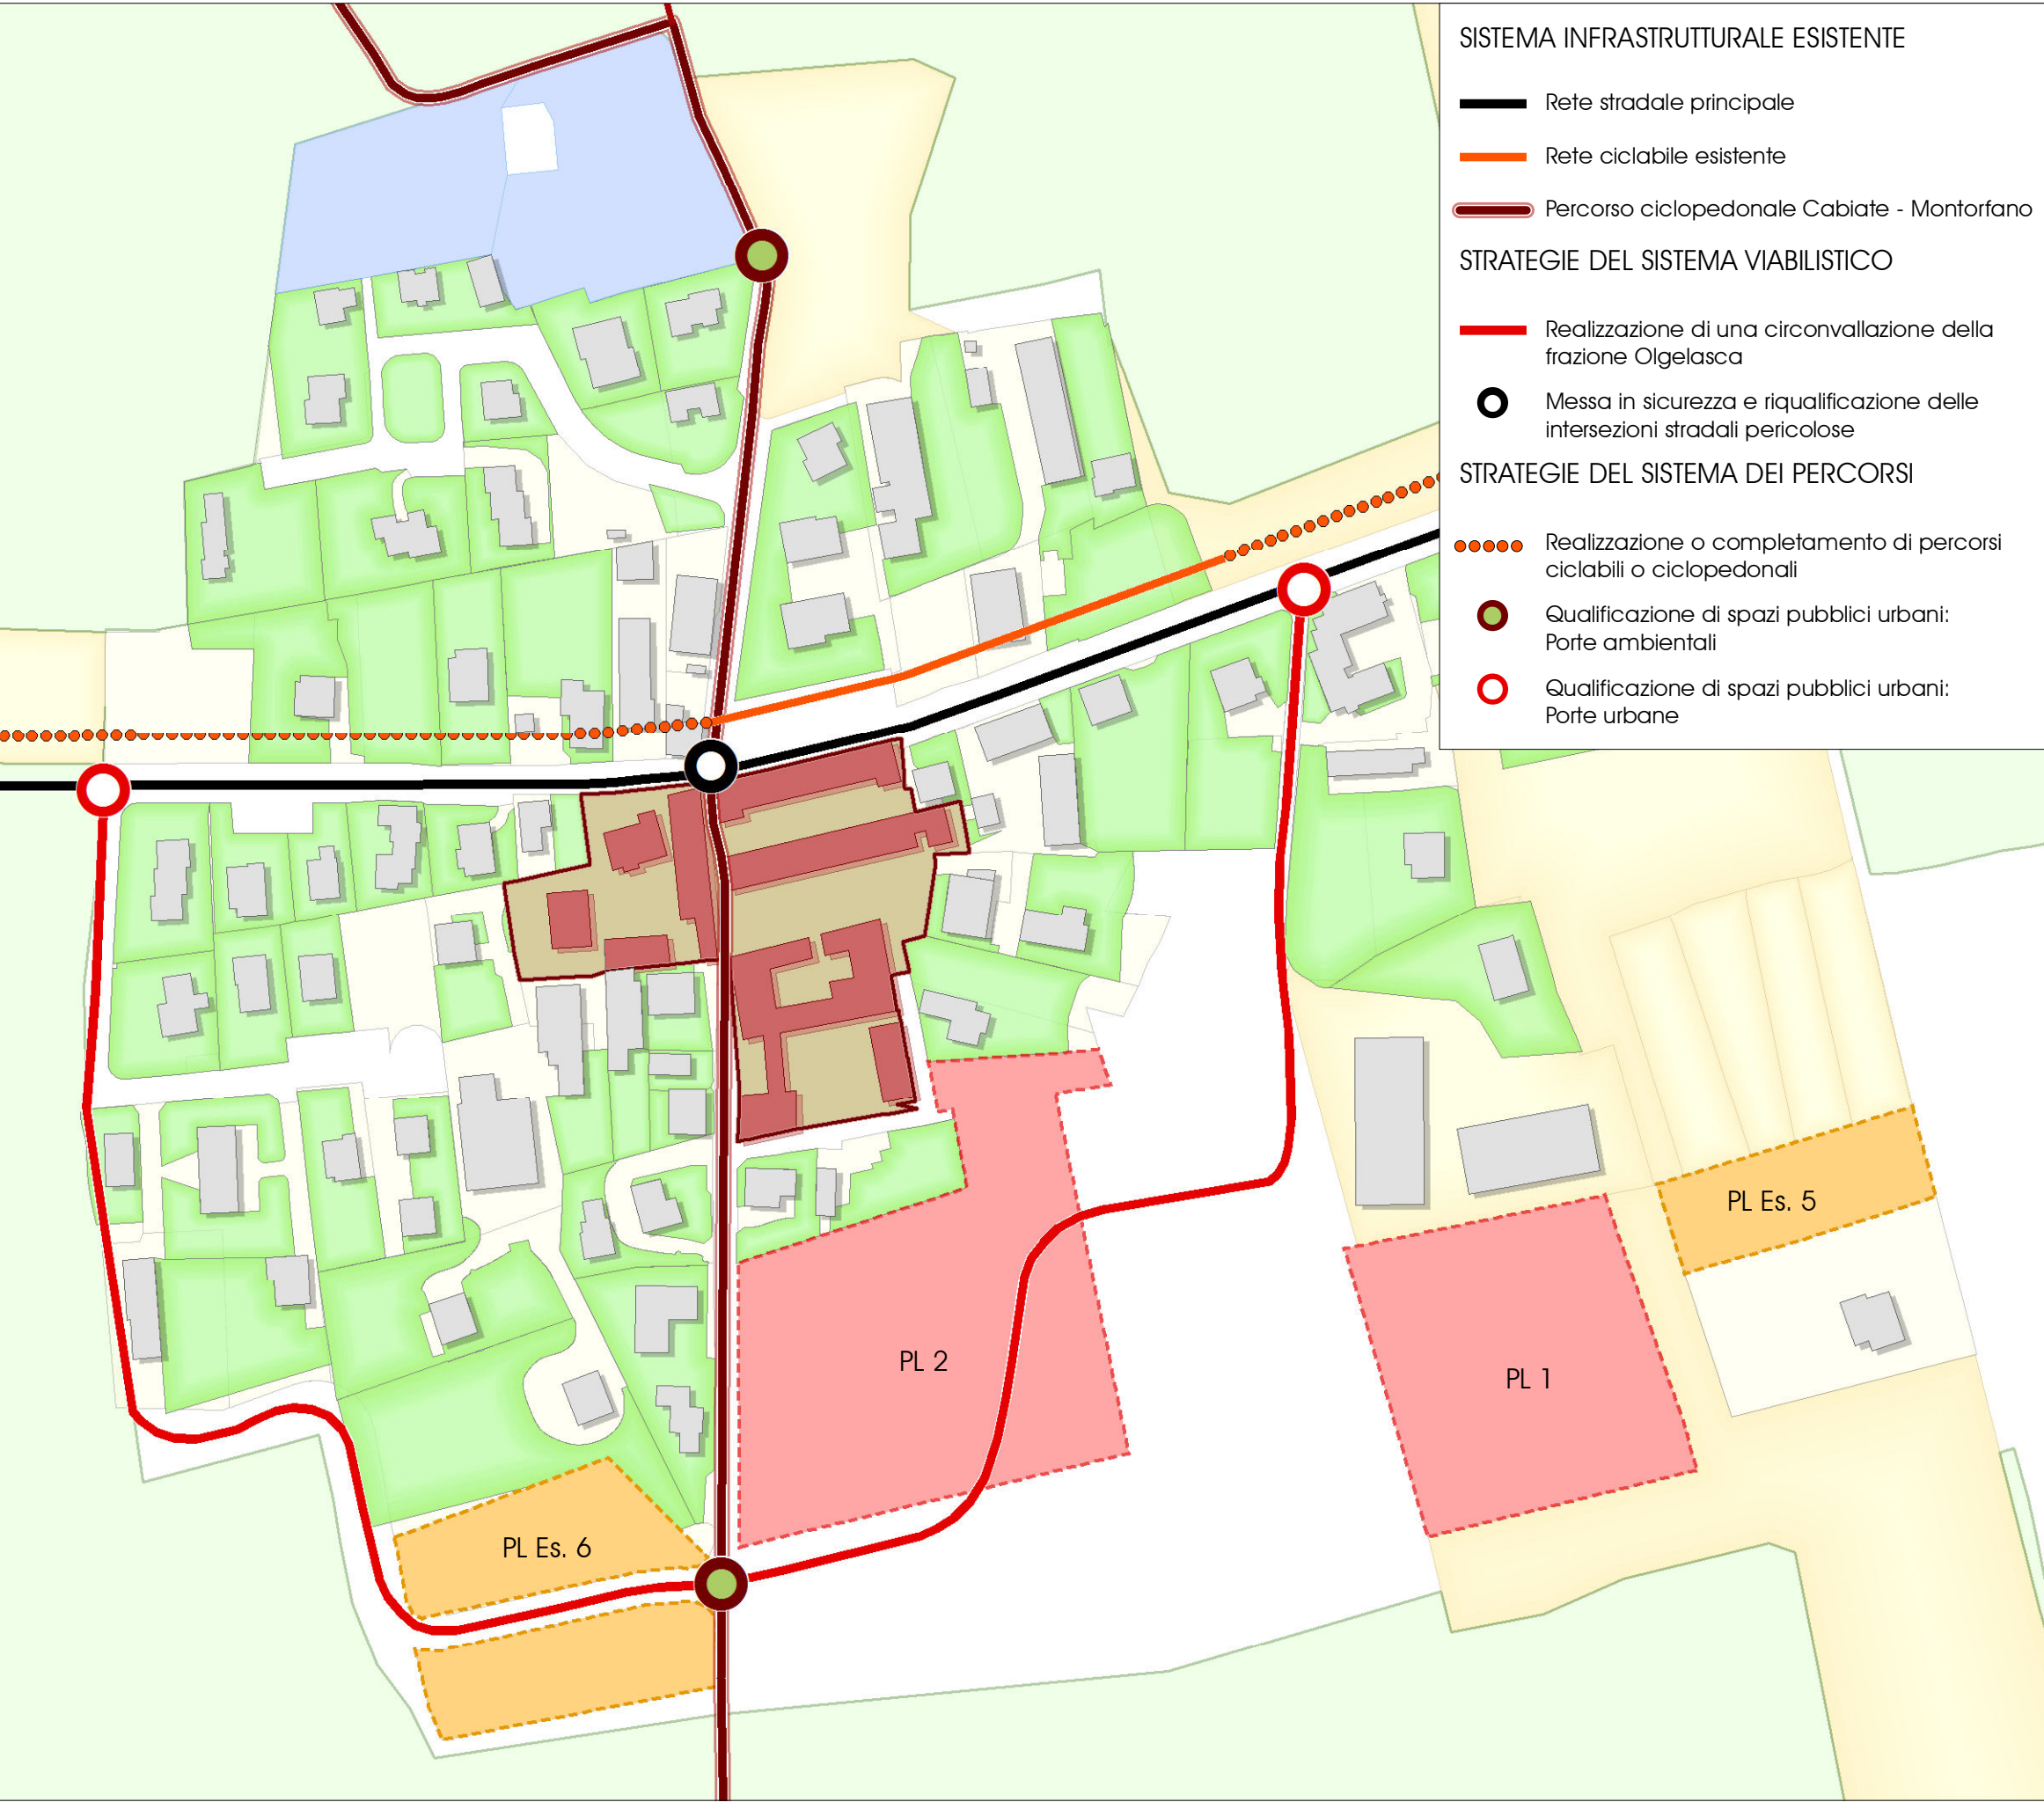 SISTEMA INFRASTRUTTURALE ESISTENTE
Rete stradale principale
Rete ciclabile esistente
Percorso ciclopedonale Cabiate - Montorfano
STRATEGIE DEL SISTEMA VIABILISTICO
Realizzazione di una circonvallazione della
frazione Olgelasca
Messa in sicurezza e riqualificazione delle
intersezioni stradali pericolose
STRATEGIE DEL SISTEMA DEI PERCORSI
Realizzazione o completamento di percorsi
ciclabili o ciclopedonali
Qualificazione di spazi pubblici urbani:
Porte ambientali
Qualificazione di spazi pubblici urbani:
Porte urbane
PL Es. 5
PL 2
PL 1
PL Es. 6